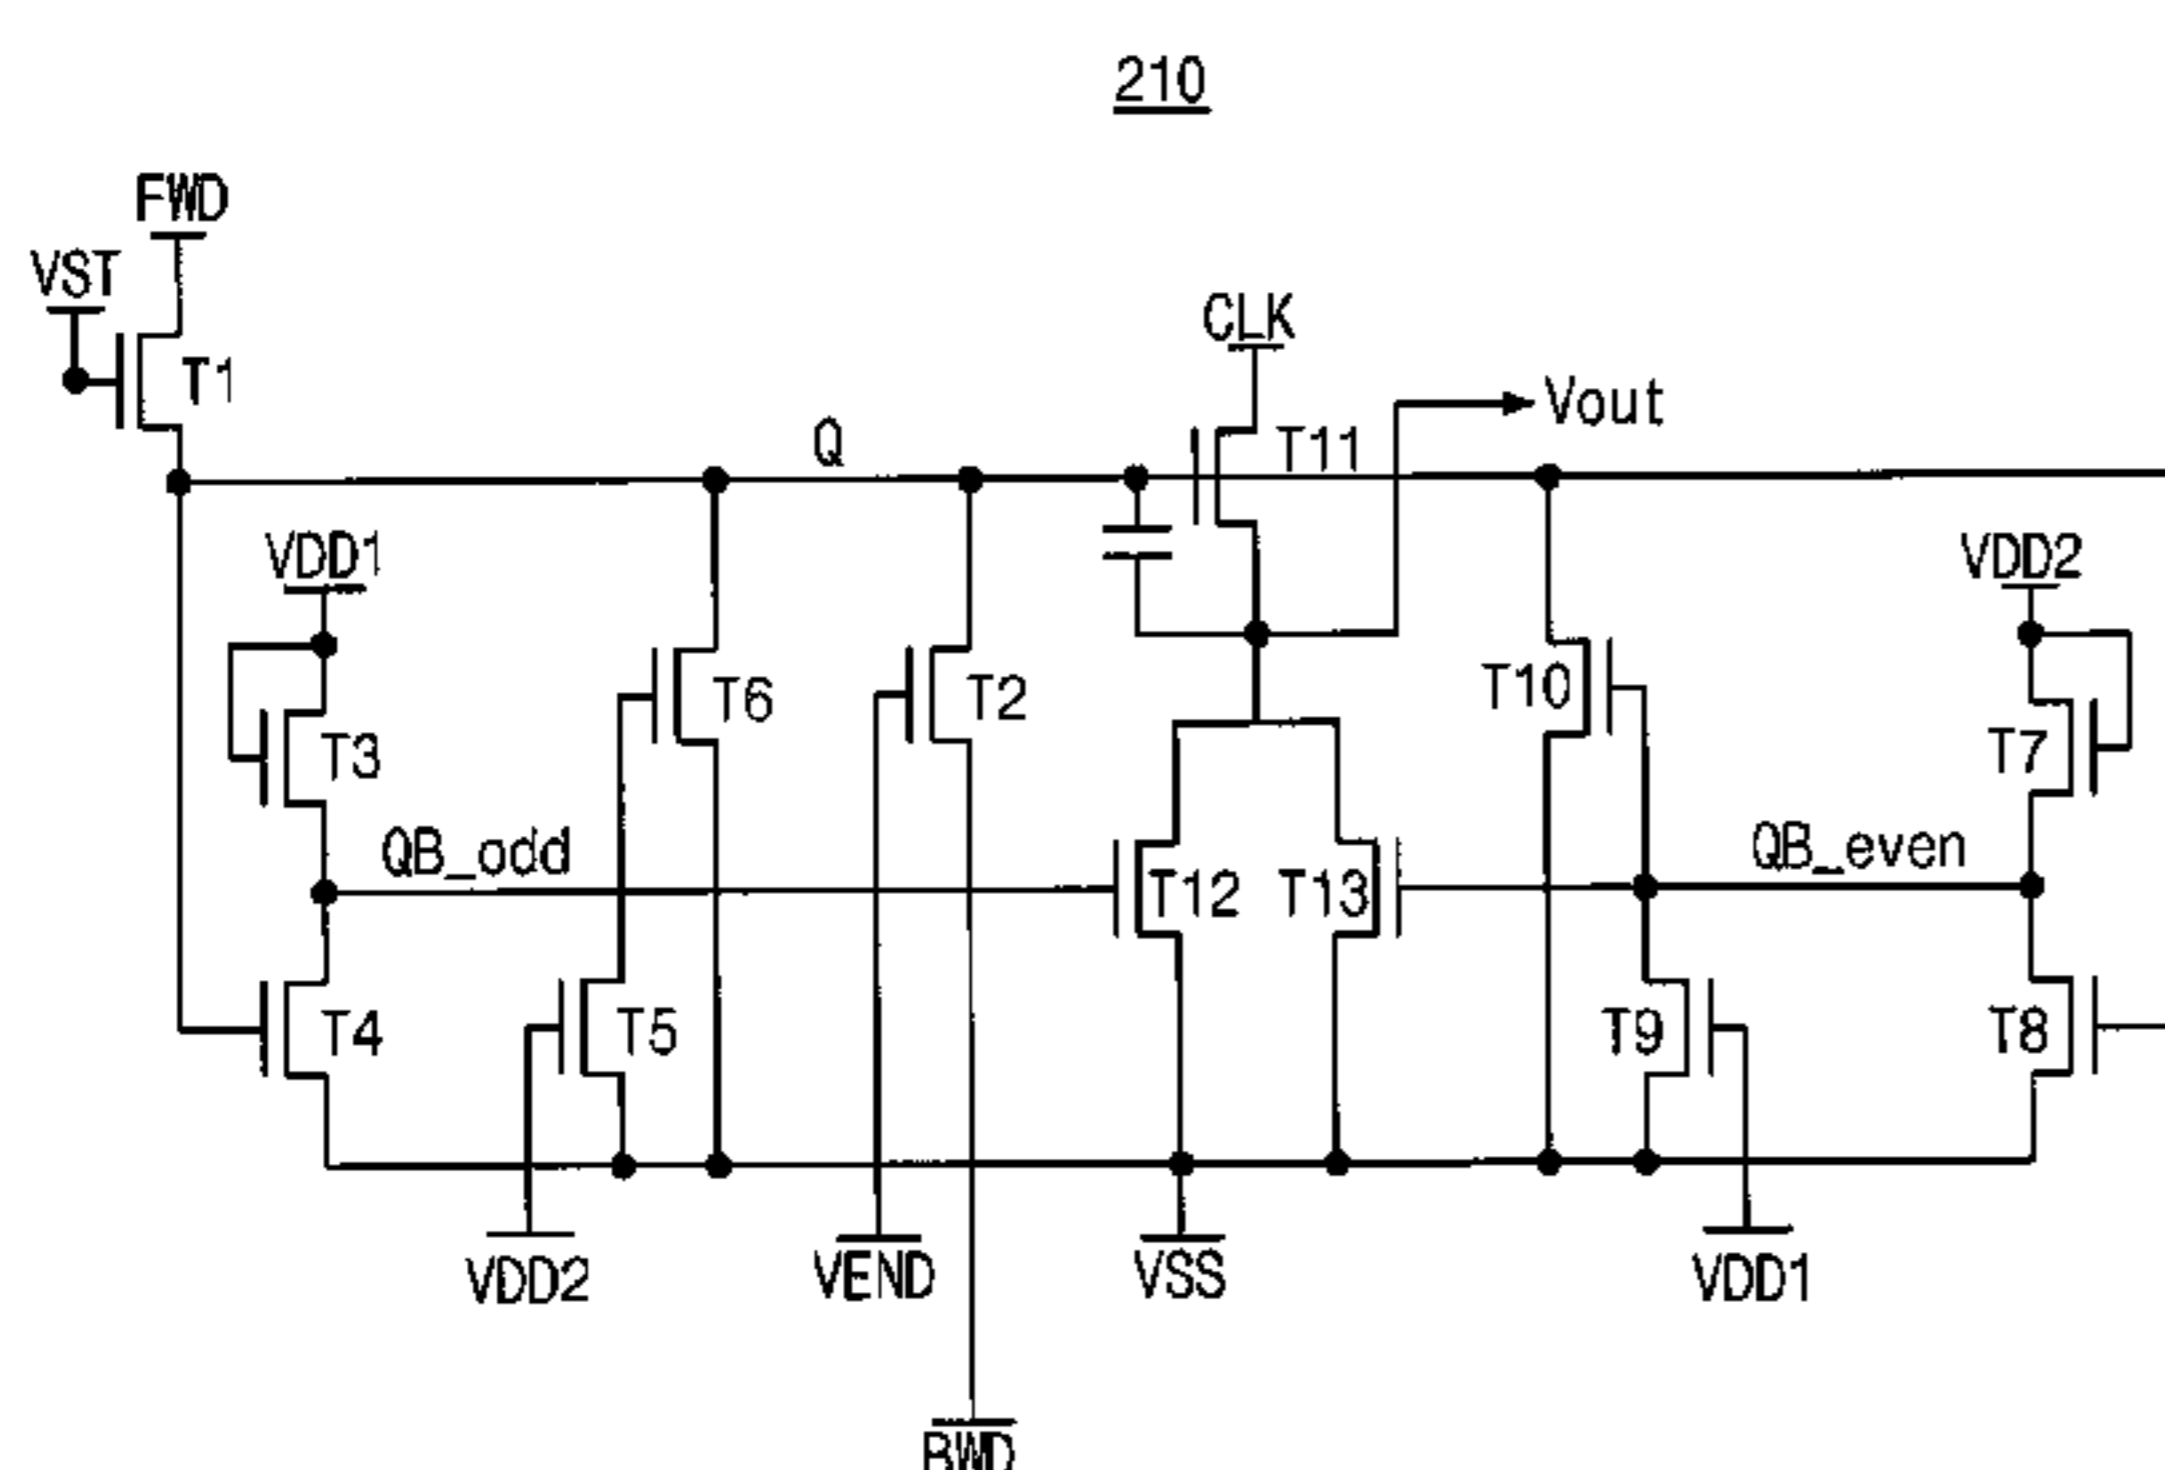 210
FWD
VST
T1
CLK
Vout
Q
T11
VDD1
VDD2
T6
T2
T10
T3
T7
QB_odd
QB_even
T12
T13
T4
T5
T9
T8
VDD2
VEND
VSS
VDD1
BWD